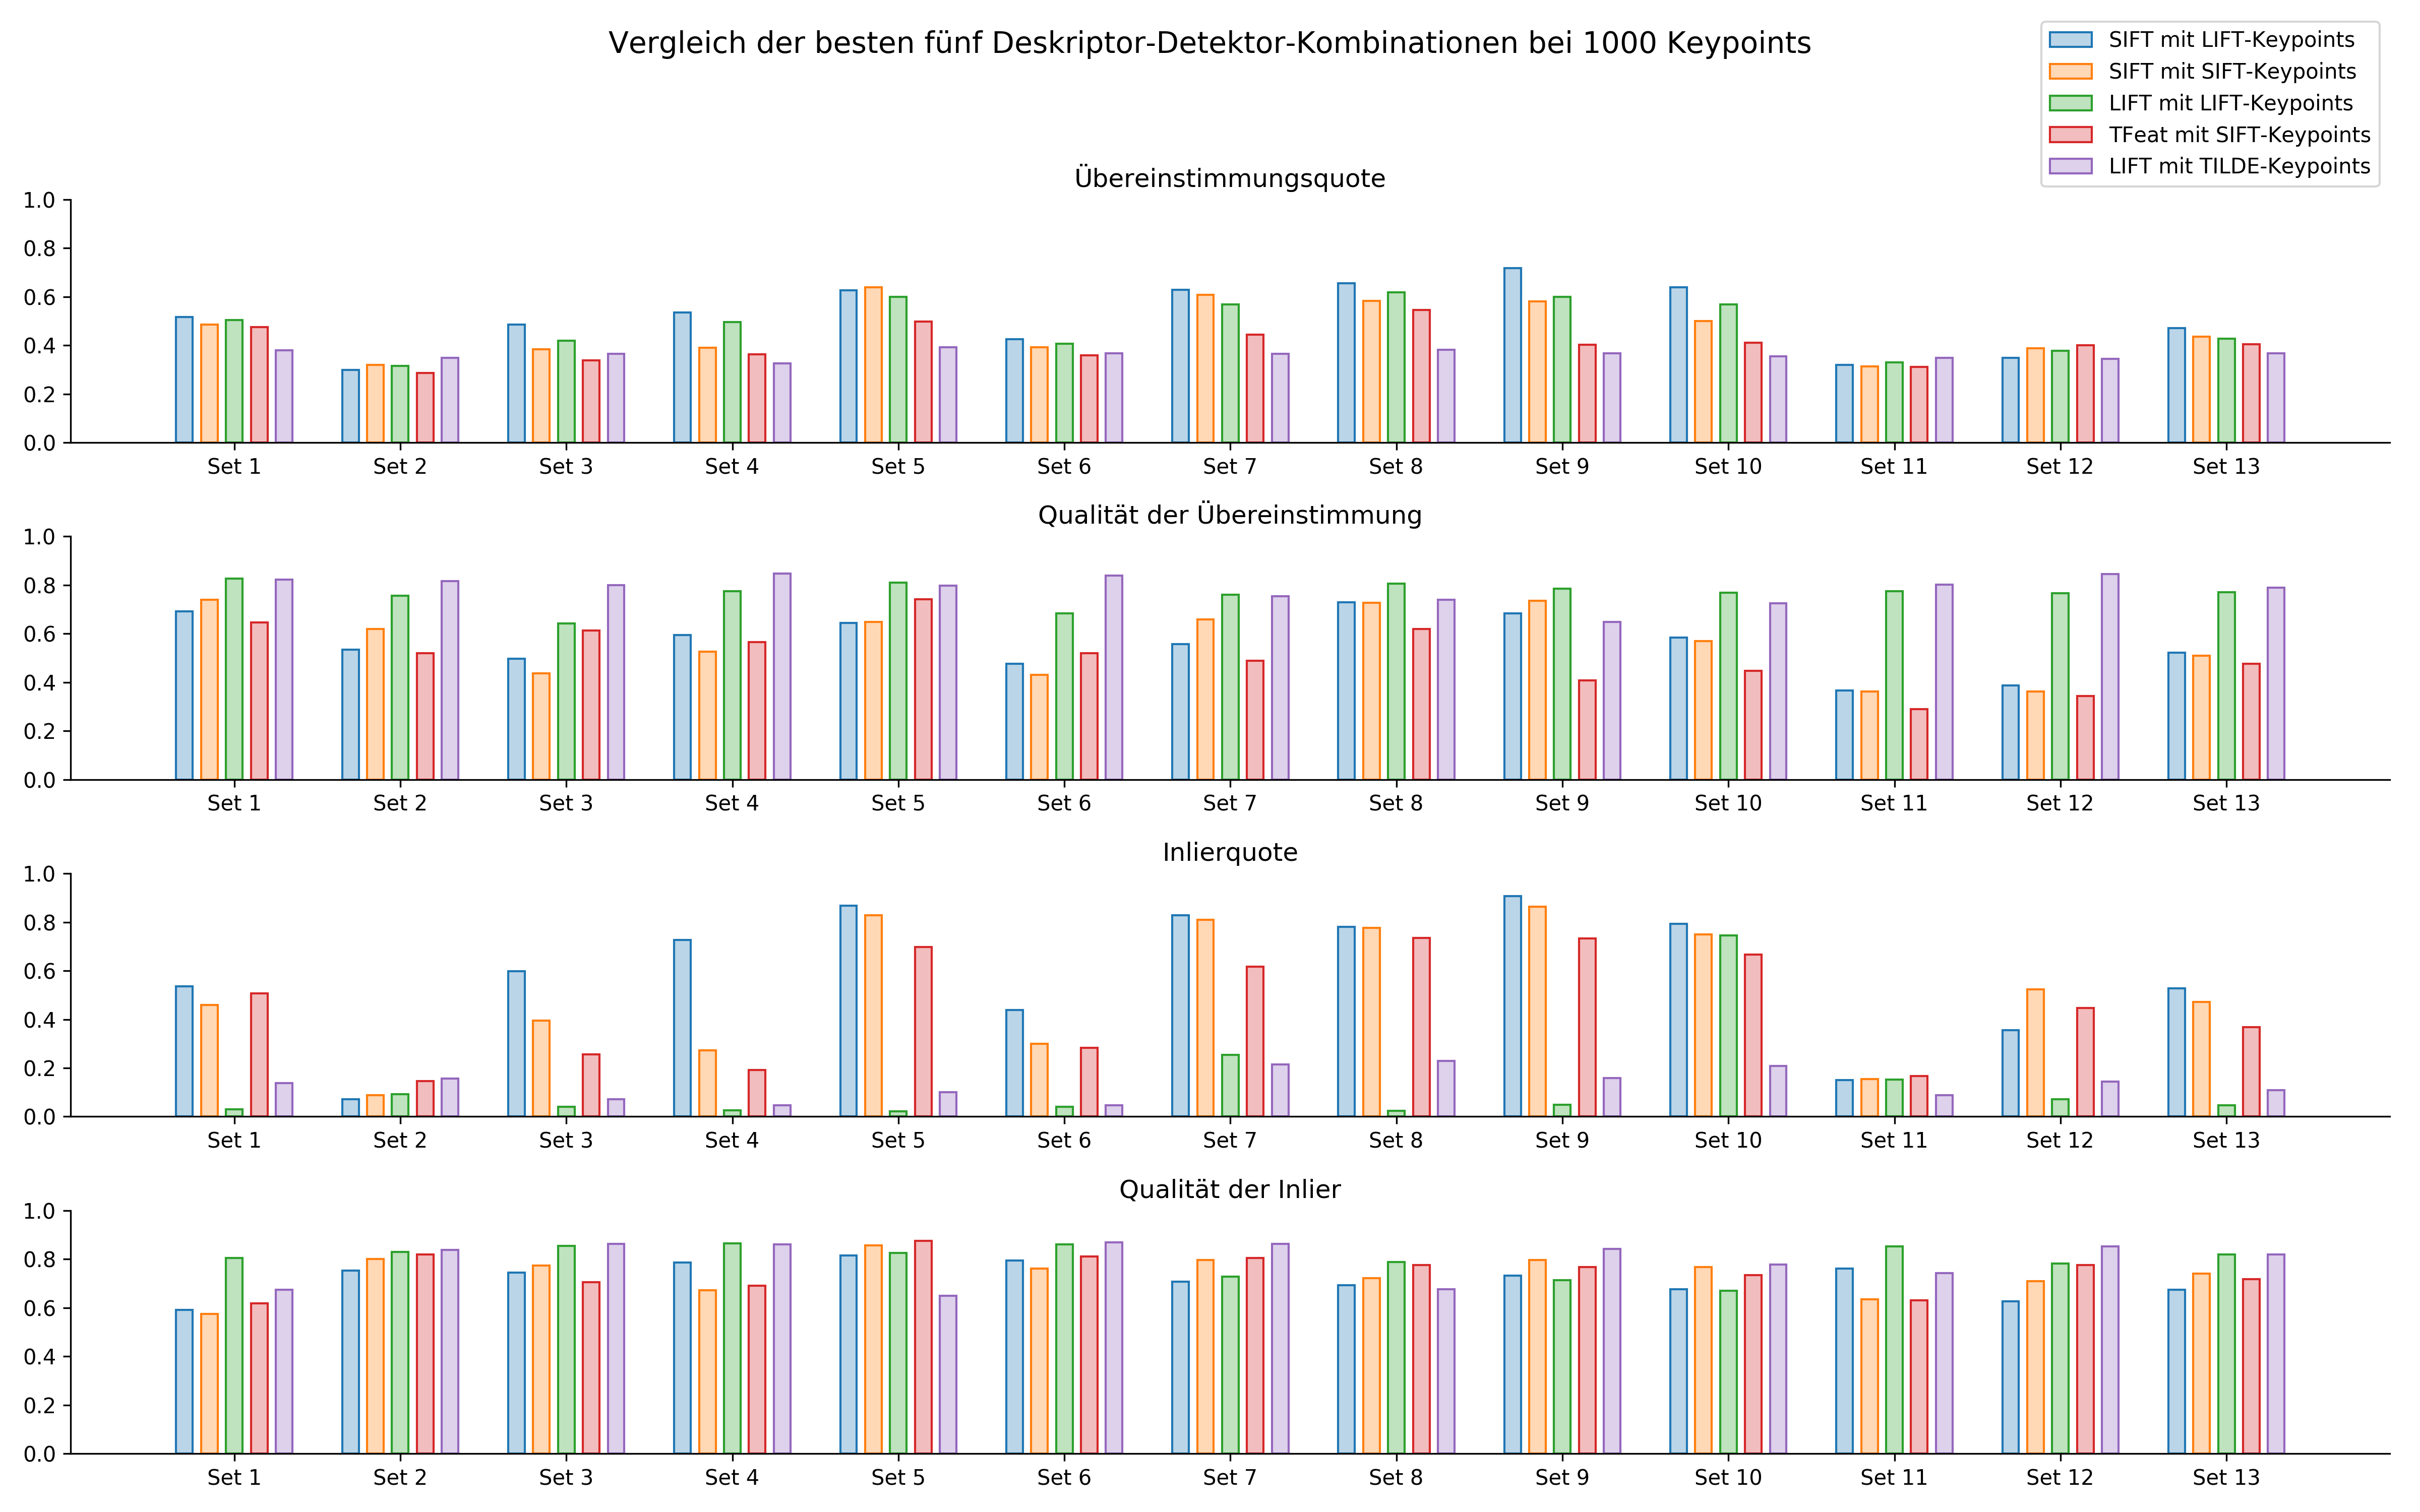 Vergleich der besten fünf Deskriptor-Detektor-Kombinationen bei 1000 Keypoints
SIFT mit LIFT-Keypoints
SIFT mit SIFT-Keypoints
LIFT mit LIFT-Keypoints
TFeat mit SIFT-Keypoints
LIFT mit TILDE-Keypoints
Übereinstimmungsquote
1.0
0.8
0.6
0.4
0.2
0.0
Set 1 Set 2 Set 3 Set 4 Set 5 Set 6 Set 7 Set 8 Set 9 Set 10 Set 11 Set 12 Set 13
Qualität der Übereinstimmung
1.0
0.8
0.6
0.4
0.2
0.0
Set 1 Set 2 Set 3 Set 4 Set 5 Set 6 Set 7 Set 8 Set 9 Set 10 Set 11 Set 12 Set 13
Inlierquote
1.0
0.8
0.6
0.4
0.2
0.0
Set 1 Set 2 Set 3 Set 4 Set 5 Set 6 Set 7 Set 8 Set 9 Set 10 Set 11 Set 12 Set 13
Qualität der Inlier
1.0
0.8
0.6
0.4
0.2
0.0
Set 1 Set 2 Set 3 Set 4 Set 5 Set 6 Set 7 Set 8 Set 9 Set 10 Set 11 Set 12 Set 13